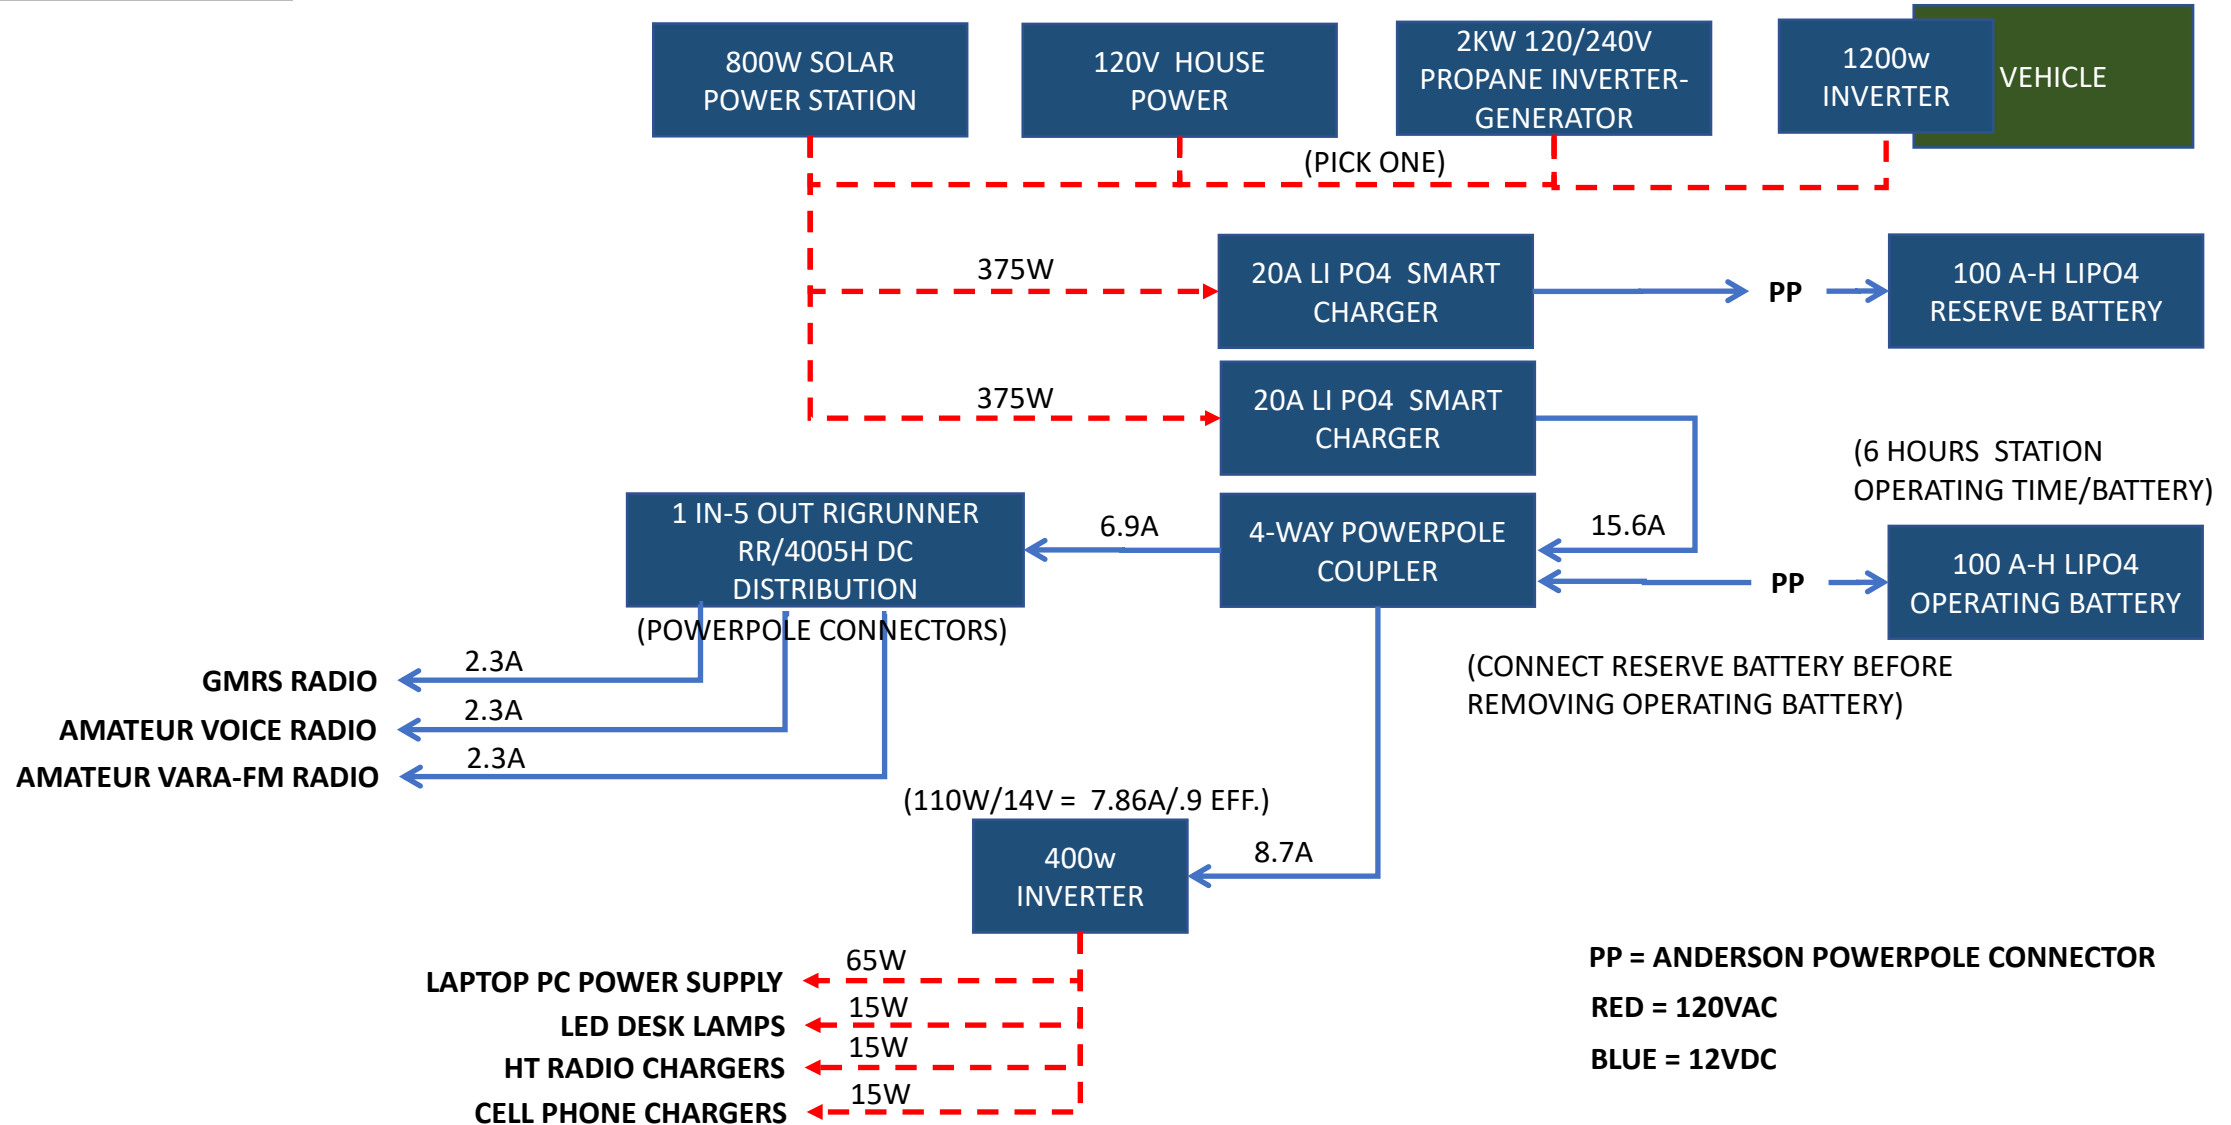 800W SOLAR
POWER STATION
120V  HOUSE
POWER
2KW 120/240V
PROPANE INVERTER-
GENERATOR
1200w
INVERTER
VEHICLE
(PICK ONE)
375W
20A LI PO4  SMART
CHARGER
PP
100 A-H LIPO4
RESERVE BATTERY
375W
20A LI PO4  SMART
CHARGER
(6 HOURS  STATION
OPERATING TIME/BATTERY)
1 IN-5 OUT RIGRUNNER
RR/4005H DC
DISTRIBUTION
6.9A
4-WAY POWERPOLE
COUPLER
15.6A
PP
100 A-H LIPO4
OPERATING BATTERY
(POWERPOLE CONNECTORS)
(CONNECT RESERVE BATTERY BEFORE
REMOVING OPERATING BATTERY)
GMRS RADIO
2.3A
AMATEUR VOICE RADIO
2.3A
AMATEUR VARA-FM RADIO
2.3A
(110W/14V =  7.86A/.9 EFF.)
400w
INVERTER
8.7A
LAPTOP PC POWER SUPPLY
65W
LED DESK LAMPS
15W
HT RADIO CHARGERS
15W
CELL PHONE CHARGERS
15W
PP = ANDERSON POWERPOLE CONNECTOR
RED = 120VAC
BLUE = 12VDC